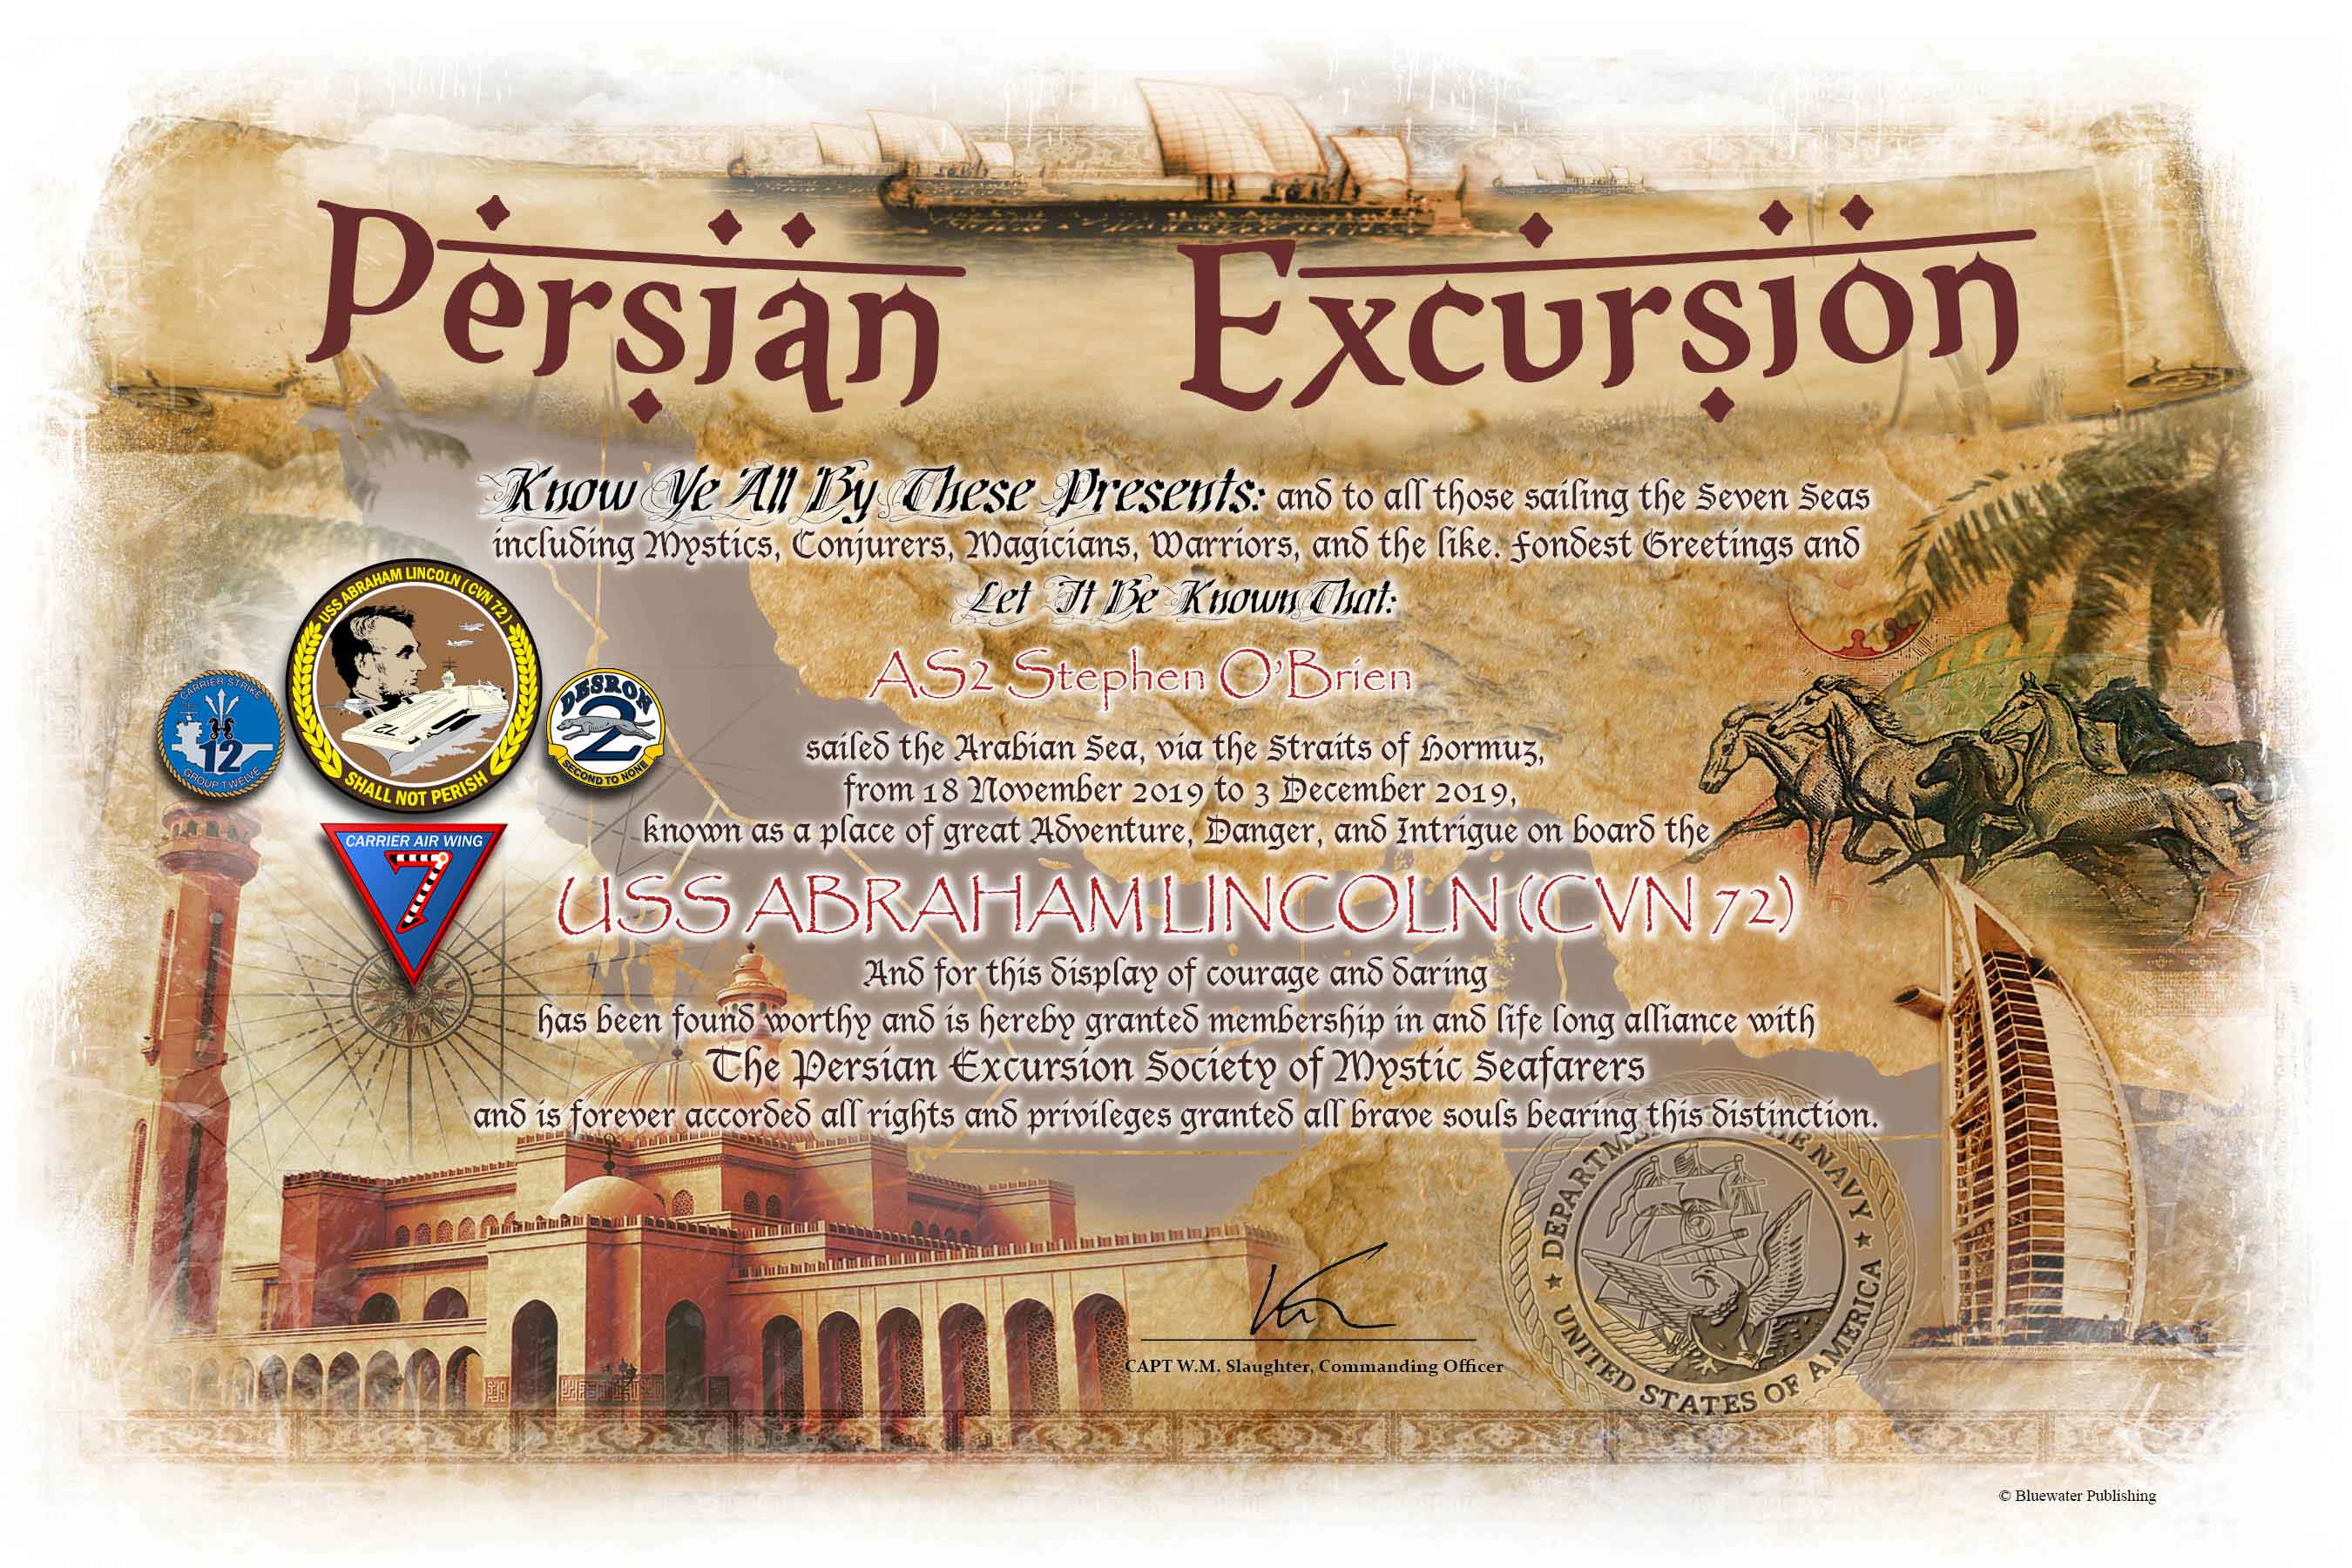 Persian Excursion
Know Ye All By These Presents: and to all those sailing the Seven Seas
including Mystics, Conjurers, Magicians, Warriors, and the like. Fondest Greetings and
Let It Be Known That:
AS2 Stephen O'Brien
sailed the Arabian Sea, via the Straits of Hormuz,
from 18 November 2019 to 3 December 2019,
known as a place of great Adventure, Danger, and Intrigue on board the
USS ABRAHAM LINCOLN (CVN 72)
And for this display of courage and daring
has been found worthy and is hereby granted membership in and life long alliance with
The Persian Excursion Society of Mystic Seafarers
and is forever accorded all rights and privileges granted all brave souls bearing this distinction.
USS ABRAHAM LINCOLN (CVN 72)
72
SHALL NOT PERISH
CARRIER STRIKE
12
GROUP TWELVE
DESRON
2
SECOND TO NONE
CARRIER AIR WING
7
CAPT W.M. Slaughter, Commanding Officer
DEPARTMENT THE NAVY
UNITED STATES OF AMERICA
© Bluewater Publishing